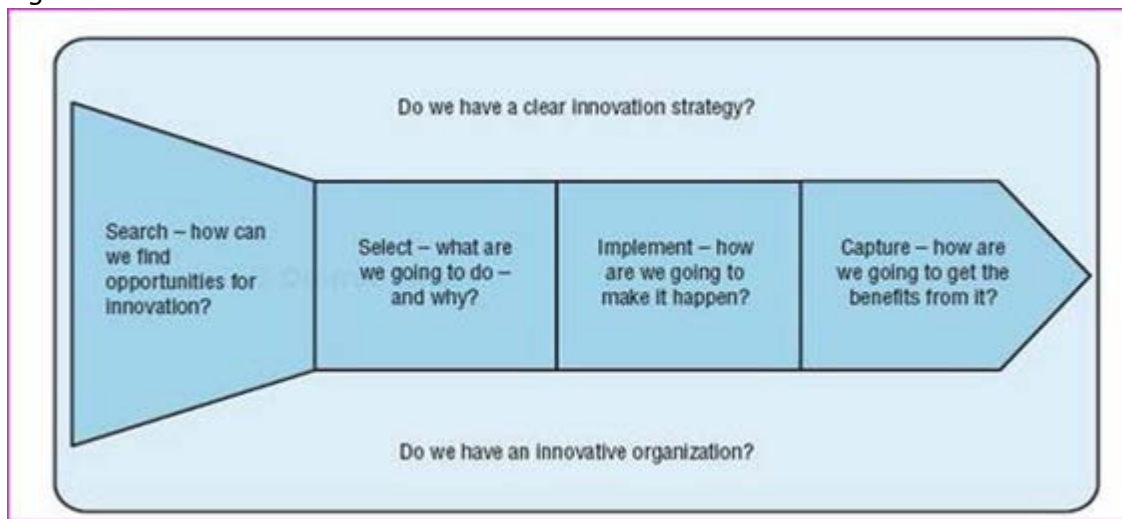 Do we have a clear innovation strategy?
Search – how can
we find
opportunities for
innovation?
Select – what are
we going to do –
and why?
Implement – how
are we going to
make it happen?
Capture – how are
we going to get the
benefits from it?
Do we have an innovative organization?